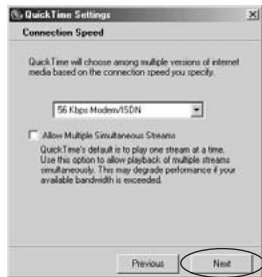 QuickTime Settings
Connection Speed
QuickTime will choose among multiple versions of internet
media based on the connection speed you specify.
56 Kbps Modem/ISDN
Allow Multiple Simultaneous Streams
QuickTime's default is to play one stream at a time.
Use this option to allow playback of multiple streams
simultaneously. This may degrade performance if your
available bandwidth is exceeded.
Previous
Next